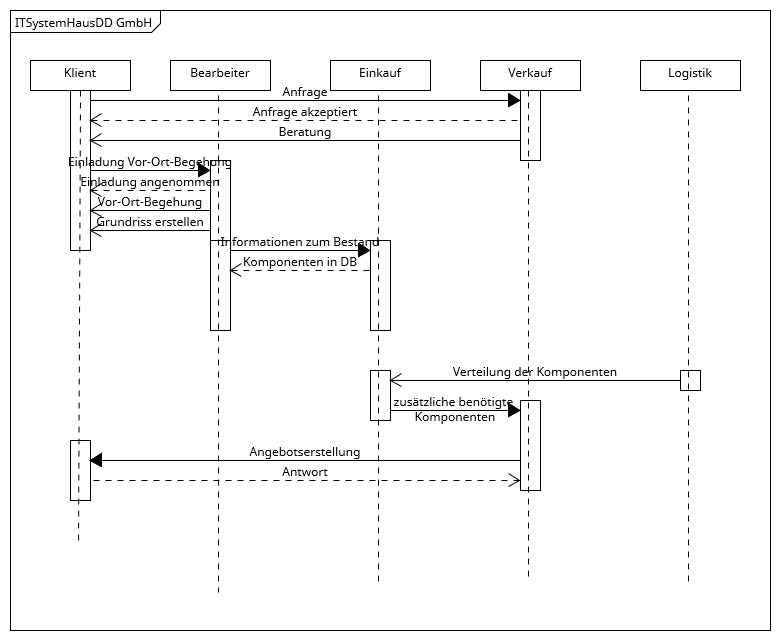 ITSystemHausDD GmbH
Klient
Bearbeiter
Einkauf
Verkauf
Logistik
Anfrage
Anfrage akzeptiert
Beratung
Einladung Vor-Ort-Begehung
Einladung angenommen
Vor-Ort-Begehung
Grundriss erstellen
Informationen zum Bestand
Komponenten in DB
Verteilung der Komponenten
zusätzliche benötigte
Komponenten
Angebotserstellung
Antwort